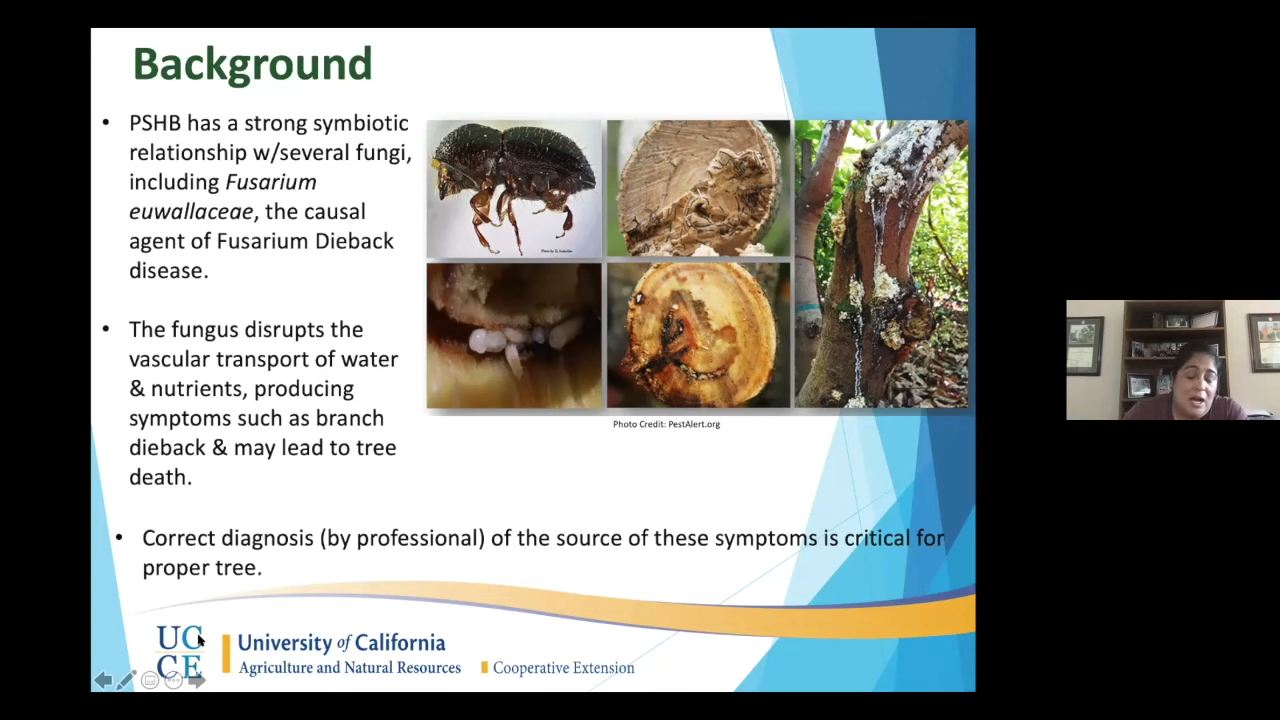 Background
• PSHB has a strong symbiotic
relationship w/several fungi,
including Fusarium
euwallaceae, the causal
agent of Fusarium Dieback
disease.
• The fungus disrupts the
vascular transport of water
& nutrients, producing
symptoms such as branch
dieback & may lead to tree
death.
Photo Credit: PestAlert.org
• Correct diagnosis (by professional) of the source of these symptoms is critical for
proper tree.
UC
CE
University of California
Agriculture and Natural Resources
Cooperative Extension